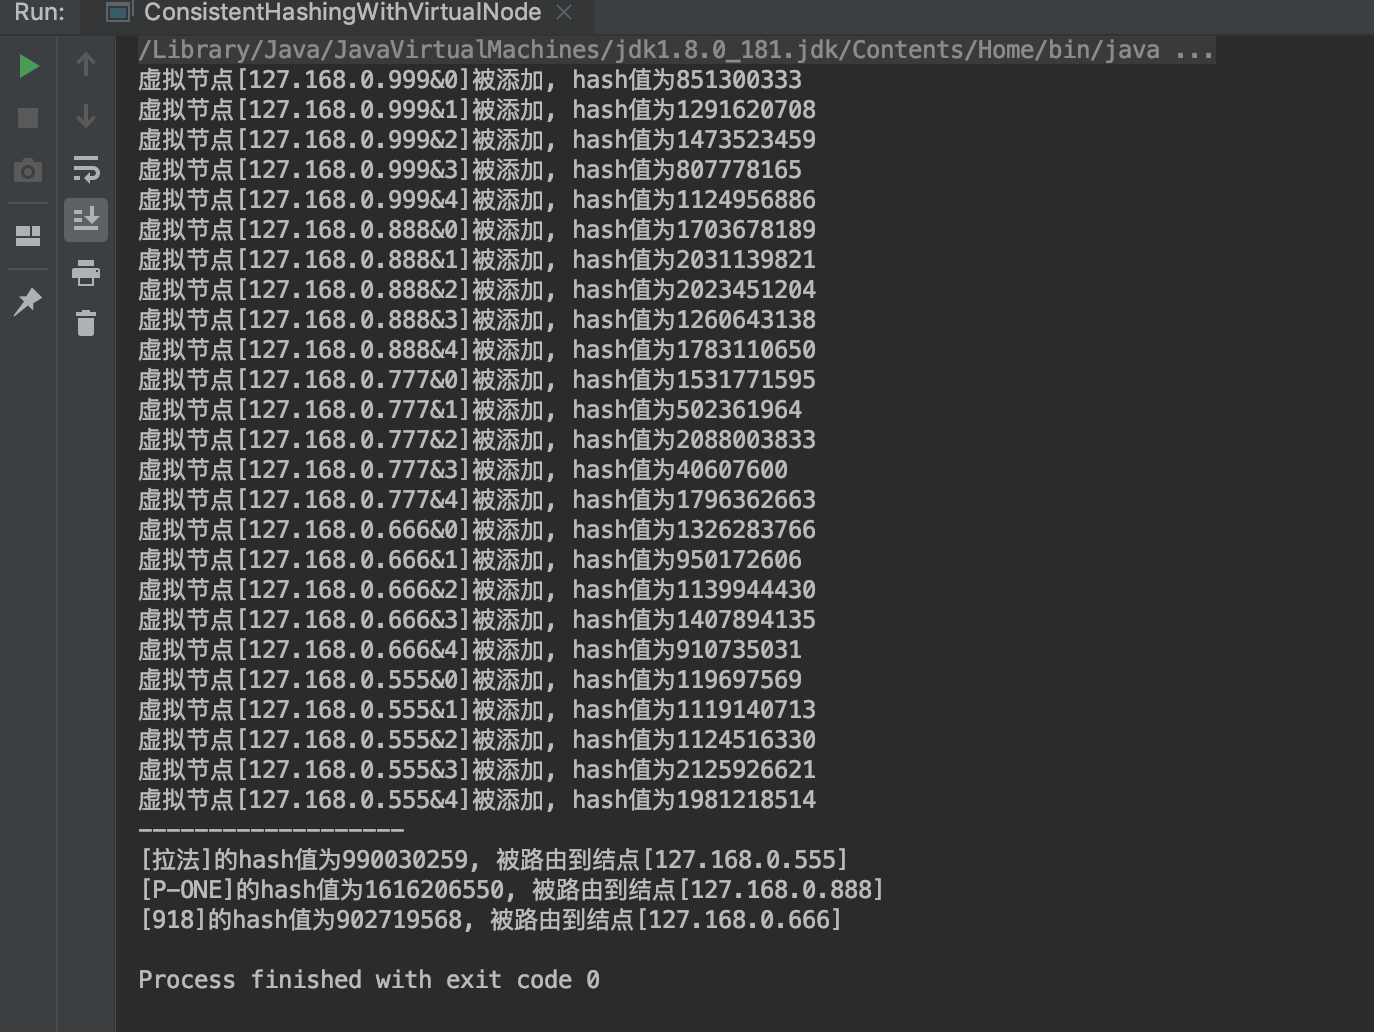 Run: ConsistentHashingWithVirtualNode
/Library/Java/JavaVirtualMachines/jdk1.8.0_181.jdk/Contents/Home/bin/java ...
虚拟节点[127.168.0.999&0]被添加, hash值为851300333
虚拟节点[127.168.0.999&1]被添加, hash值为1291620708
虚拟节点[127.168.0.999&2]被添加, hash值为1473523459
虚拟节点[127.168.0.999&3]被添加, hash值为807778165
虚拟节点[127.168.0.999&4]被添加, hash值为1124956886
虚拟节点[127.168.0.888&0]被添加, hash值为1703678189
虚拟节点[127.168.0.888&1]被添加, hash值为2031139821
虚拟节点[127.168.0.888&2]被添加, hash值为2023451204
虚拟节点[127.168.0.888&3]被添加, hash值为1260643138
虚拟节点[127.168.0.888&4]被添加, hash值为1783110650
虚拟节点[127.168.0.777&0]被添加, hash值为1531771595
虚拟节点[127.168.0.777&1]被添加, hash值为502361964
虚拟节点[127.168.0.777&2]被添加, hash值为2088003833
虚拟节点[127.168.0.777&3]被添加, hash值为40607600
虚拟节点[127.168.0.777&4]被添加, hash值为1796362663
虚拟节点[127.168.0.666&0]被添加, hash值为1326283766
虚拟节点[127.168.0.666&1]被添加, hash值为950172606
虚拟节点[127.168.0.666&2]被添加, hash值为1139944430
虚拟节点[127.168.0.666&3]被添加, hash值为1407894135
虚拟节点[127.168.0.666&4]被添加, hash值为910735031
虚拟节点[127.168.0.555&0]被添加, hash值为119697569
虚拟节点[127.168.0.555&1]被添加, hash值为1119140713
虚拟节点[127.168.0.555&2]被添加, hash值为1124516330
虚拟节点[127.168.0.555&3]被添加, hash值为2125926621
虚拟节点[127.168.0.555&4]被添加, hash值为1981218514
-------------------
[拉法]的hash值为990030259, 被路由到结点[127.168.0.555]
[P-ONE]的hash值为1616206550, 被路由到结点[127.168.0.888]
[918]的hash值为902719568, 被路由到结点[127.168.0.666]
Process finished with exit code 0